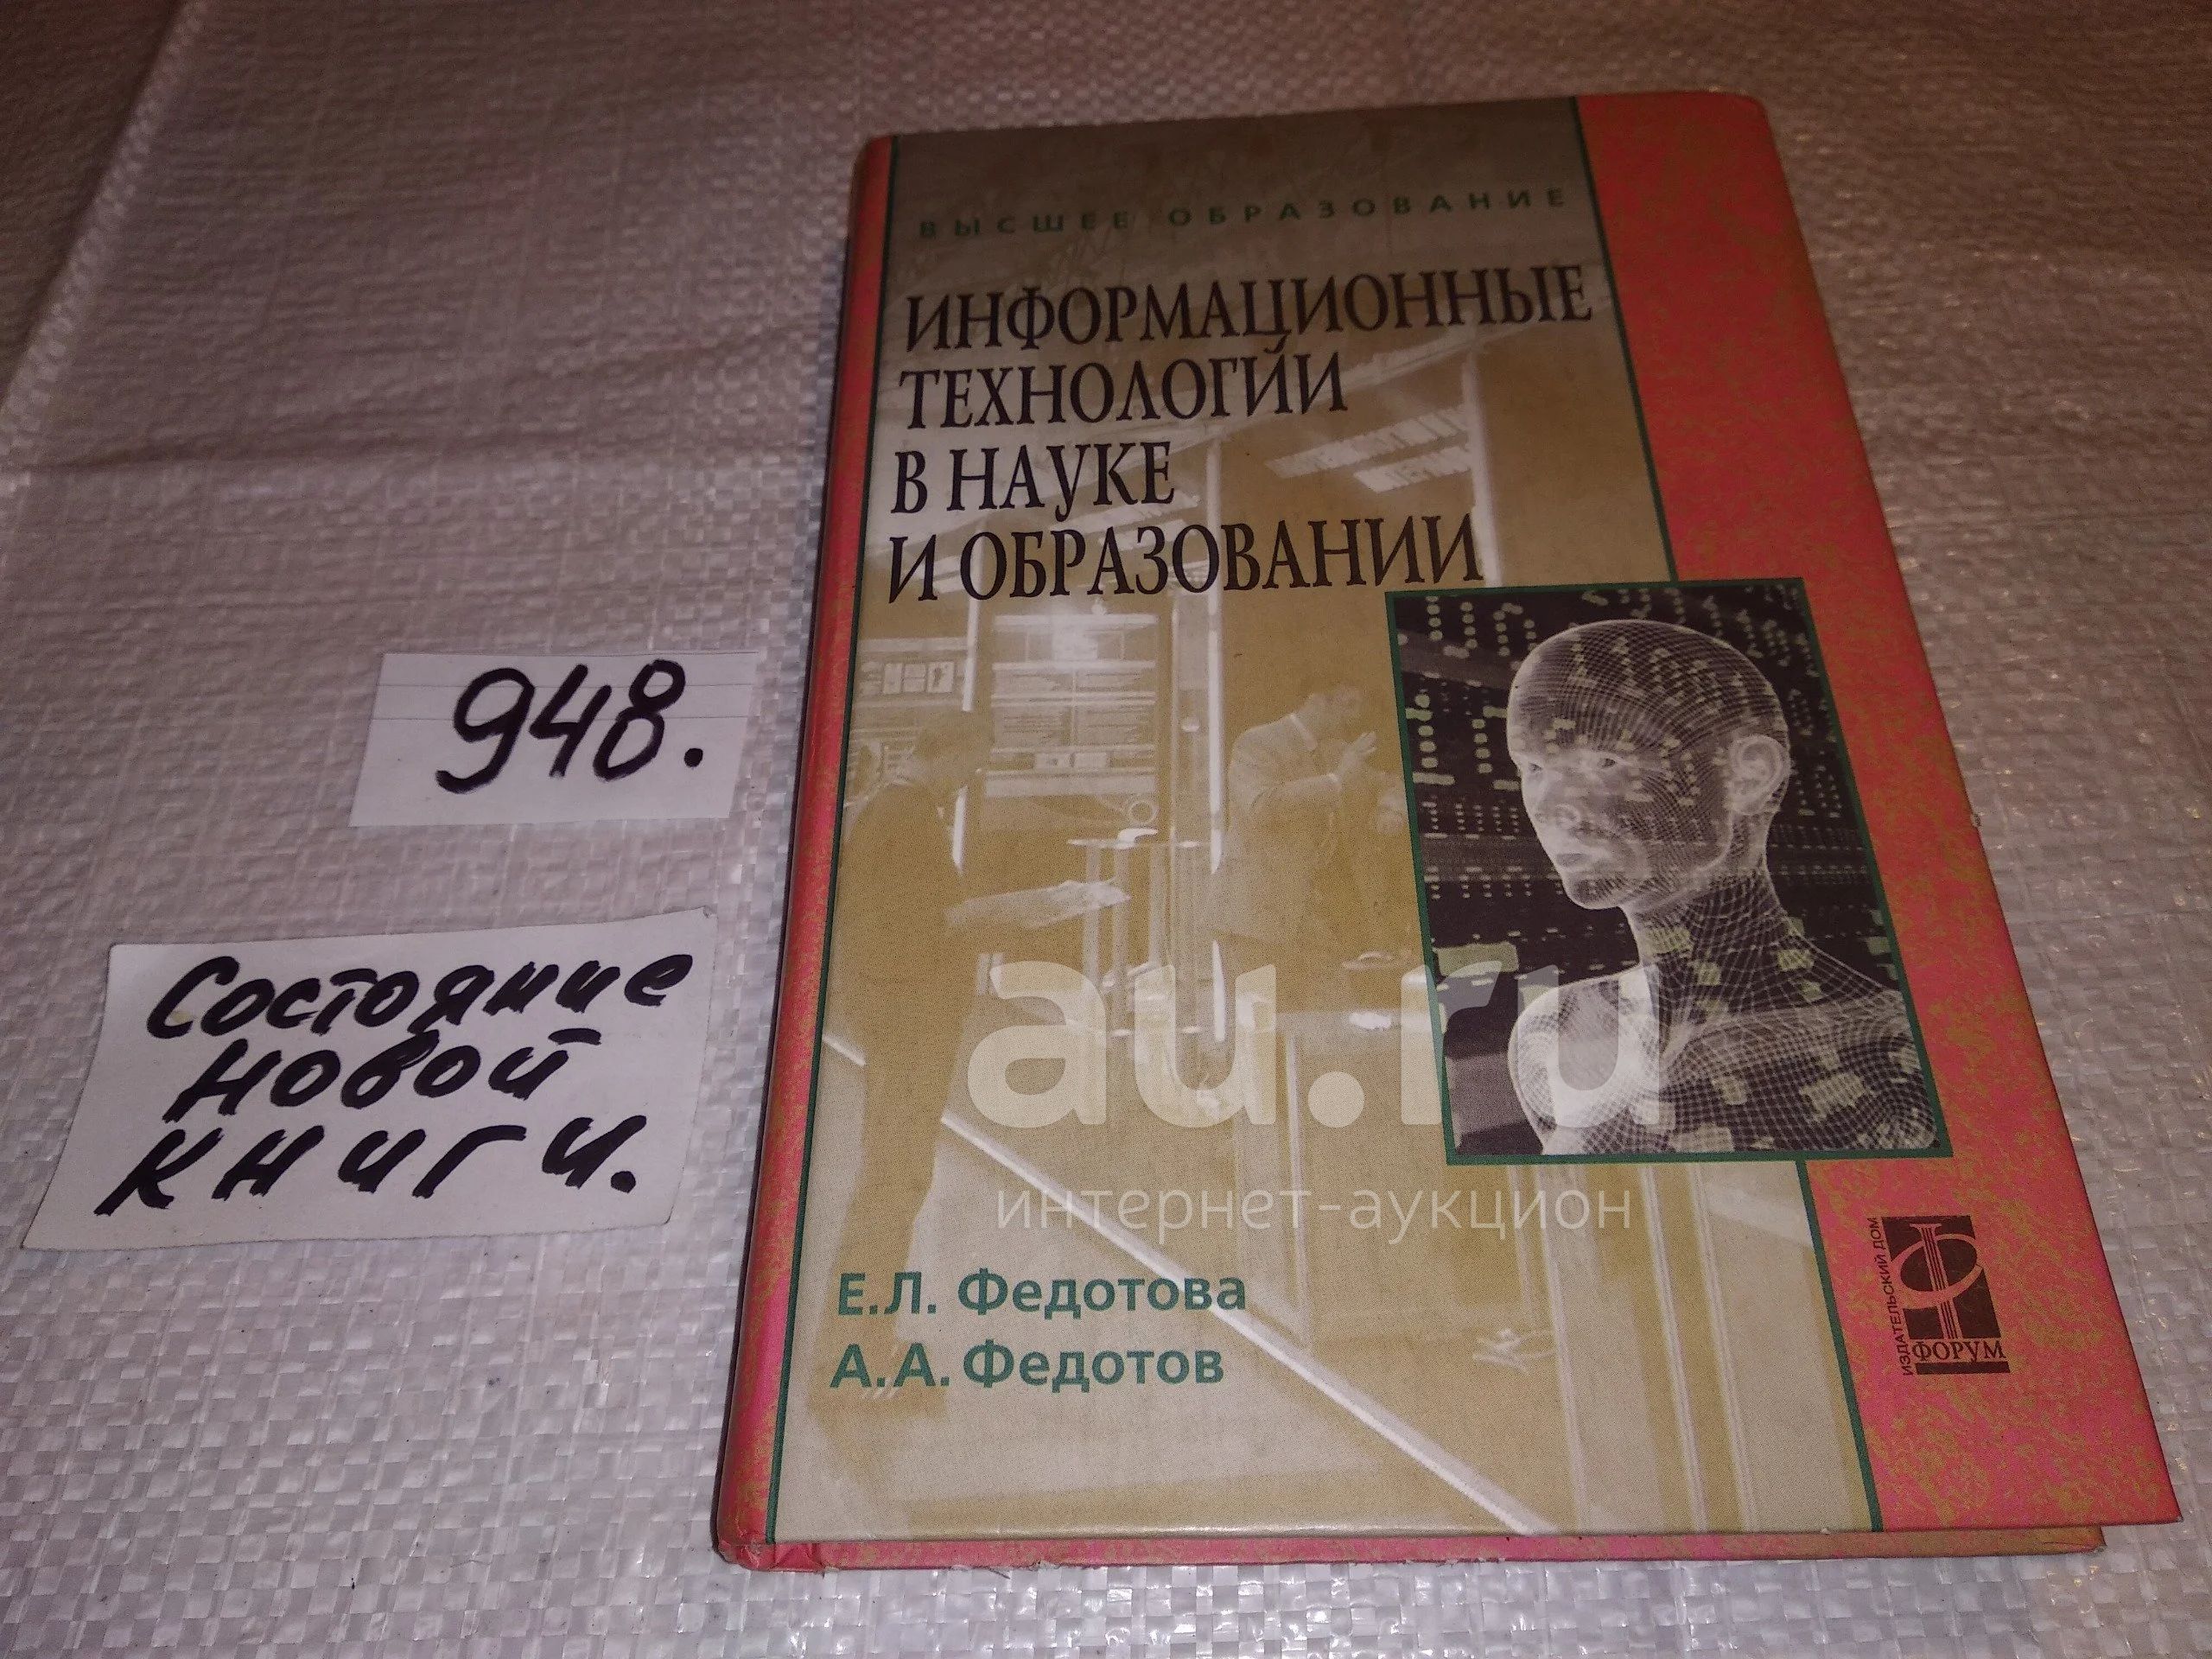 ВЫСШЕЕ ОБРАЗОВАНИЕ
ИНФОРМАЦИОННЫЕ
ТЕХНОЛОГИИ
В НАУКЕ
И ОБРАЗОВАНИИ
948.
Состояние
новой
книги.
au.ru
интернет-аукцион
Е.Л. Федотова
А.А. Федотов
ИЗДАТЕЛЬСКИЙ ДОМ
ФОРУМ